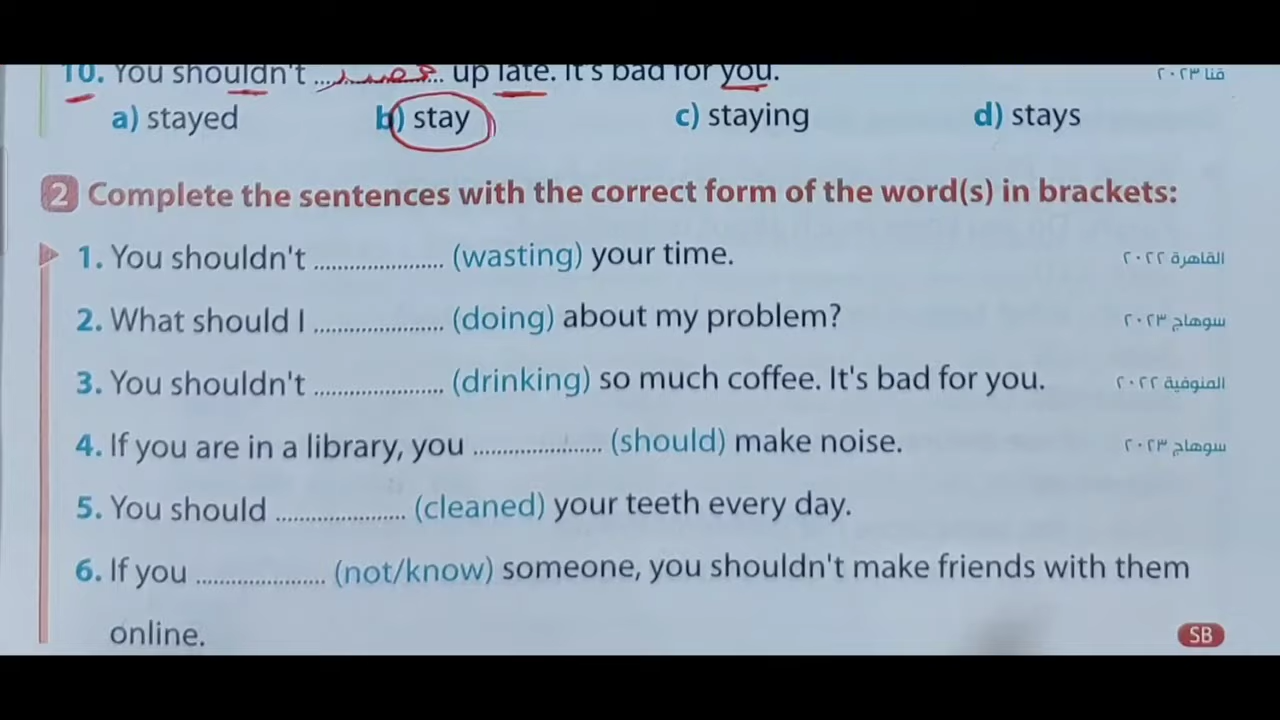 10. You shouldn't ........................ up late. It's bad for you. قنا ٢٠٢٣
a) stayed b) stay c) staying d) stays
2 Complete the sentences with the correct form of the word(s) in brackets:
1. You shouldn't ........................ (wasting) your time. القاهرة ٢٠٢٢
2. What should I ........................ (doing) about my problem? سوهاج ٢٠٢٣
3. You shouldn't ........................ (drinking) so much coffee. It's bad for you. المنوفية ٢٠٢٢
4. If you are in a library, you ........................ (should) make noise. سوهاج ٢٠٢٣
5. You should ........................ (cleaned) your teeth every day.
6. If you ........................ (not/know) someone, you shouldn't make friends with them
online. SB